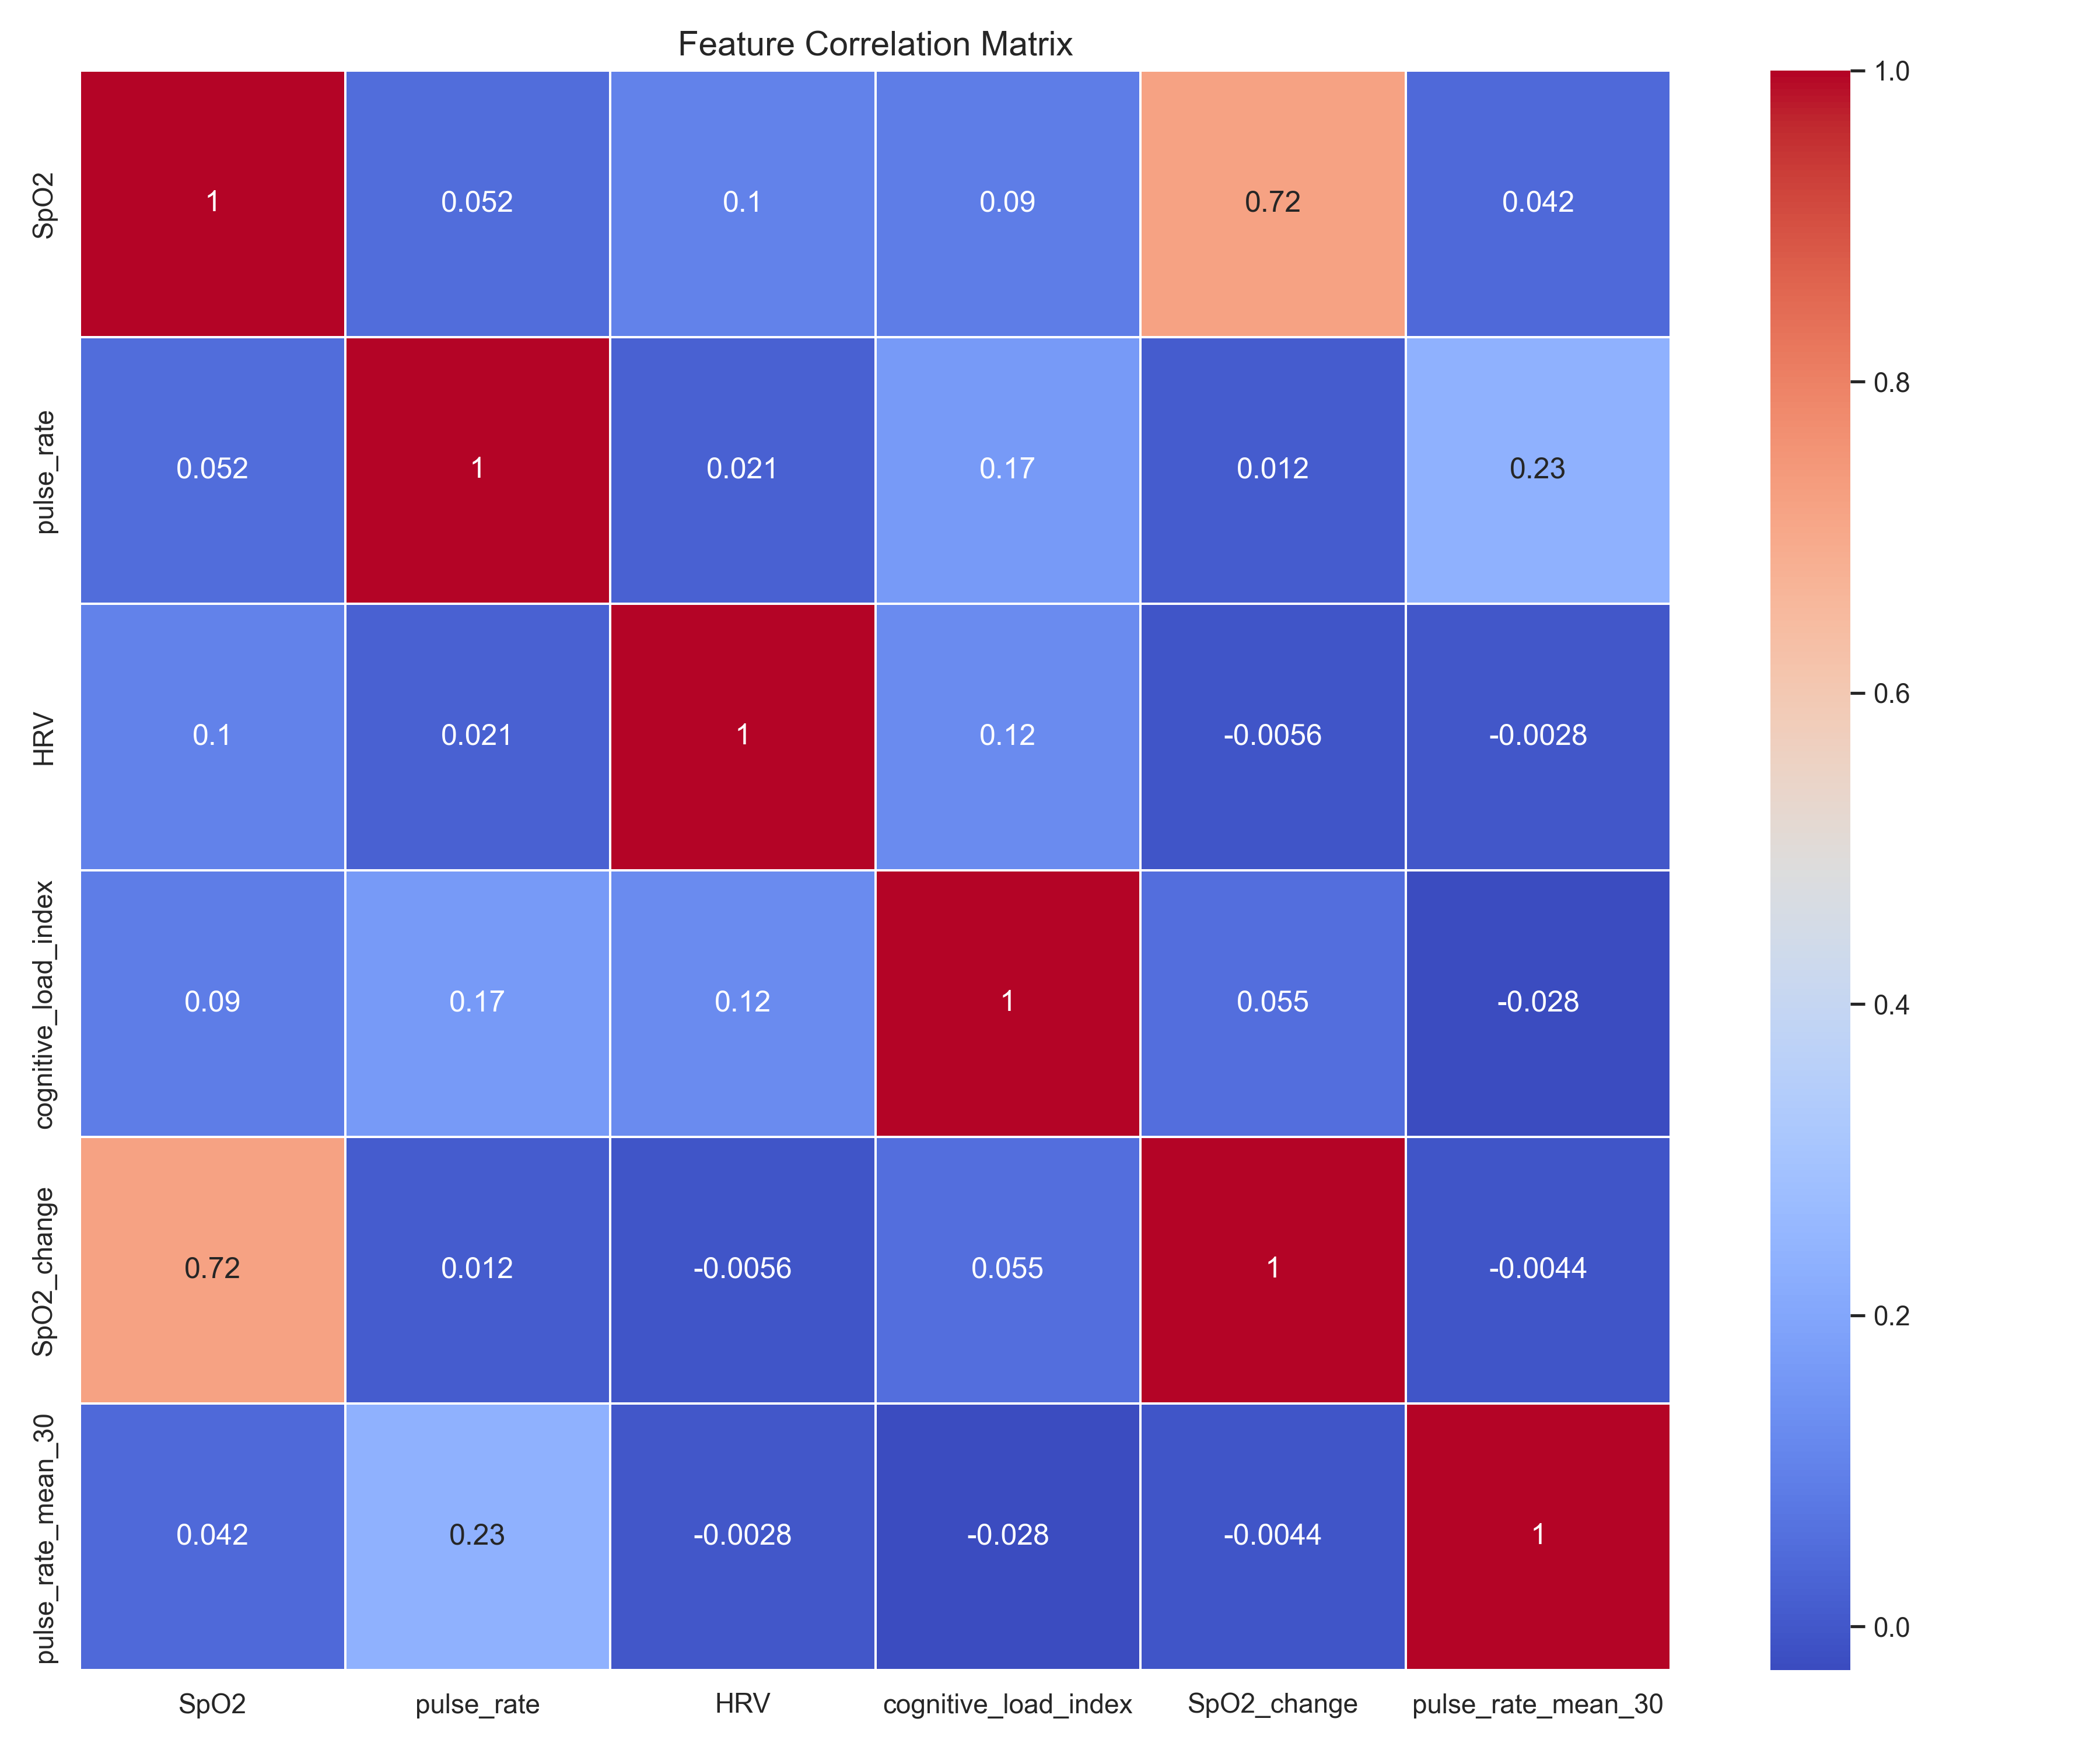 Feature Correlation Matrix
SpO2 1 0.052 0.1 0.09 0.72 0.042
pulse_rate 0.052 1 0.021 0.17 0.012 0.23
HRV 0.1 0.021 1 0.12 -0.0056 -0.0028
cognitive_load_index 0.09 0.17 0.12 1 0.055 -0.028
SpO2_change 0.72 0.012 -0.0056 0.055 1 -0.0044
pulse_rate_mean_30 0.042 0.23 -0.0028 -0.028 -0.0044 1
SpO2 pulse_rate HRV cognitive_load_index SpO2_change pulse_rate_mean_30
1.0
0.8
0.6
0.4
0.2
0.0